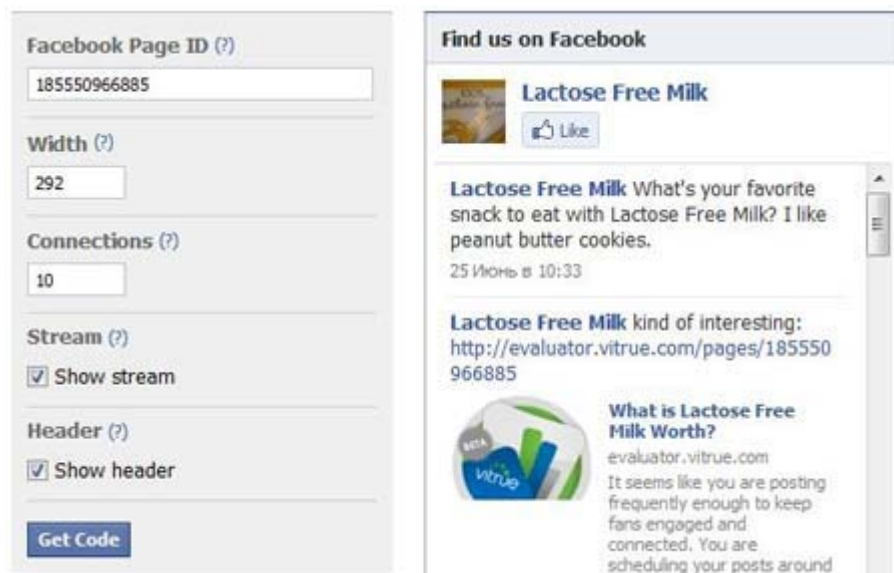 Facebook Page ID (?)
185550966885
Width (?)
292
Connections (?)
10
Stream (?)
Show stream
Header (?)
Show header
Get Code
Find us on Facebook
Lactose Free Milk
Like
Lactose Free Milk What's your favorite
snack to eat with Lactose Free Milk? I like
peanut butter cookies.
25 Июнь в 10:33
Lactose Free Milk kind of interesting:
http://evaluator.vitrue.com/pages/185550
966885
BETA
vitrue
What is Lactose Free
Milk Worth?
evaluator.vitrue.com
It seems like you are posting
frequently enough to keep
fans engaged and
connected. You are
scheduling your posts around